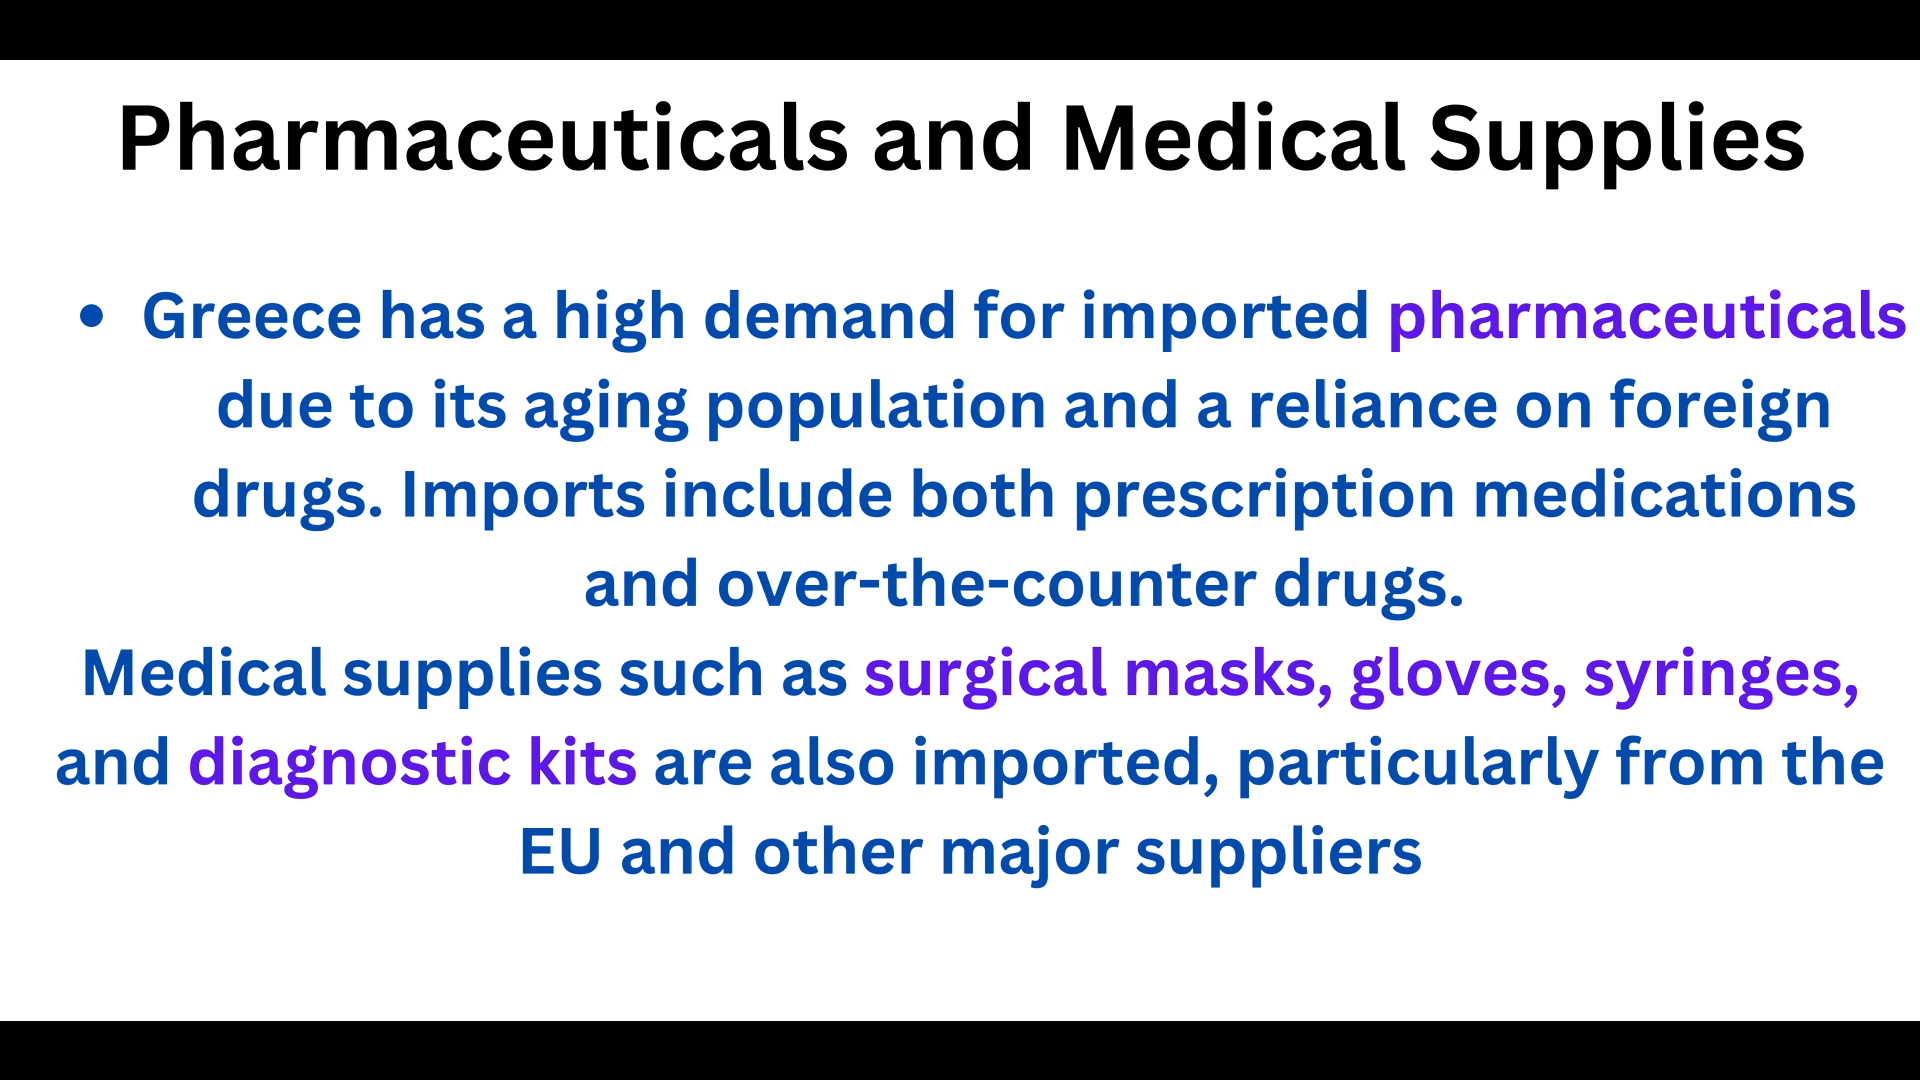 Pharmaceuticals and Medical Supplies
• Greece has a high demand for imported pharmaceuticals
due to its aging population and a reliance on foreign
drugs. Imports include both prescription medications
and over-the-counter drugs.
Medical supplies such as surgical masks, gloves, syringes,
and diagnostic kits are also imported, particularly from the
EU and other major suppliers